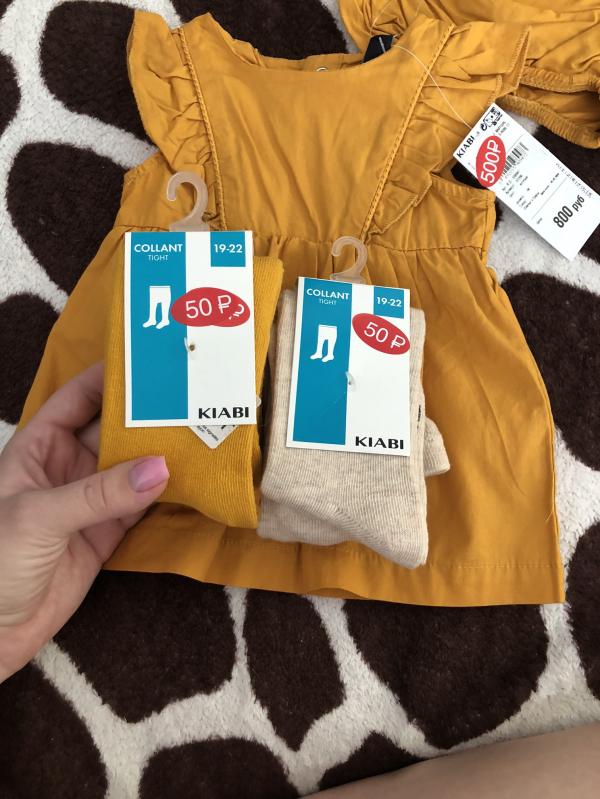 KIABI
500₽
800 руб
COLLANT
TIGHT
19-22
50 ₽
₽
KIABI
COLLANT
TIGHT
19-22
50 ₽
KIABI